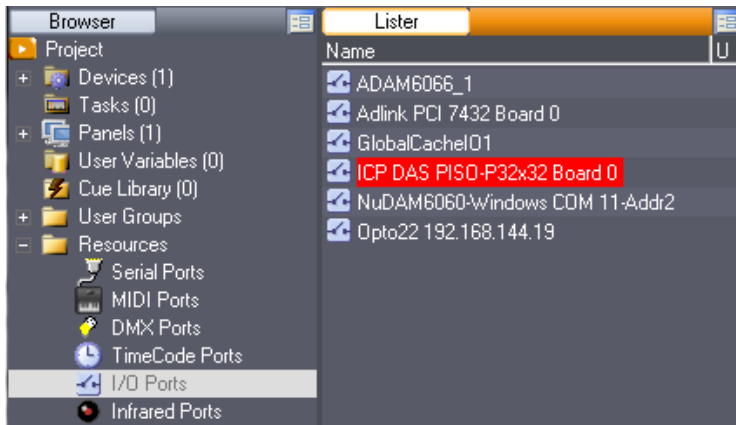 Browser
Project
Devices (1)
Tasks (0)
Panels (1)
User Variables (0)
Cue Library (0)
User Groups
Resources
Serial Ports
MIDI Ports
DMX Ports
TimeCode Ports
I/O Ports
Infrared Ports
Lister
Name U
ADAM6066_1
Adlink PCI 7432 Board 0
GlobalCacheIO1
ICP DAS PISO-P32x32 Board 0
NuDAM6060-Windows COM 11-Addr2
Opto22 192.168.144.19